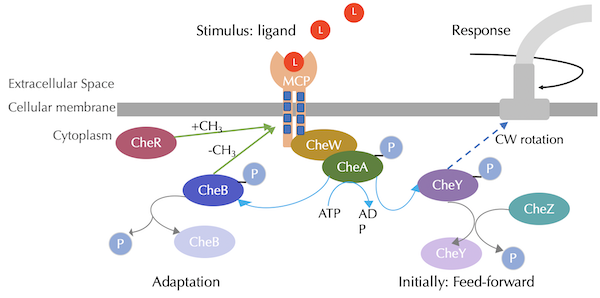 L
Stimulus: ligand
L
Response
L
MCP
Extracellular Space
Cellular membrane
Cytoplasm
+CH3
CheR
-CH3
CheW
CW rotation
P
CheA
P
P
CheB
CheY
ATP
AD
P
CheZ
P
CheB
CheY
P
Adaptation
Initially: Feed-forward